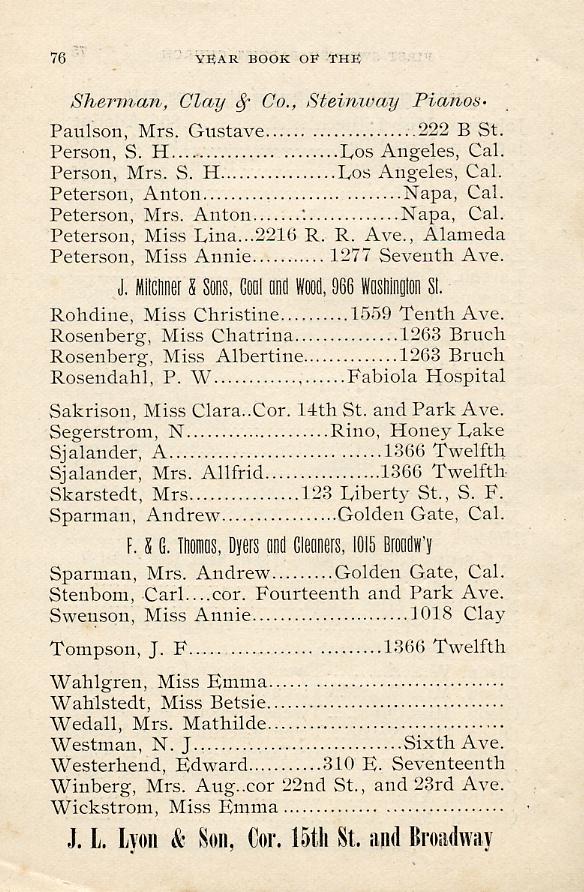 76 YEAR BOOK OF THE
Sherman, Clay & Co., Steinway Pianos.
Paulson, Mrs. Gustave...... ................222 B St.
Person, S. H.............. .........Los Angeles, Cal.
Person, Mrs. S. H...............Los Angeles, Cal.
Peterson, Anton..................... .........Napa, Cal.
Peterson, Mrs. Anton.....................Napa, Cal.
Peterson, Miss Lina...2216 R. R. Ave., Alameda
Peterson, Miss Annie.......... 1277 Seventh Ave.
J. Mitchner & Sons, Coal and Wood, 966 Washington St.
Rohdine, Miss Christine..........1559 Tenth Ave.
Rosenberg, Miss Chatrina...............1263 Bruch
Rosenberg, Miss Albertine..............1263 Bruch
Rosendahl, P. W...................Fabiola Hospital
Sakrison, Miss Clara..Cor. 14th St. and Park Ave.
Segerstrom, N.....................Rino, Honey Lake
Sjalander, A......................... ......1366 Twelfth
Sjalander, Mrs. Allfrid.................1366 Twelfth
Skarstedt, Mrs................123 Liberty St., S. F.
Sparman, Andrew.................Golden Gate, Cal.
F. & G. Thomas, Dyers and Cleaners, 1015 Broadw'y
Sparman, Mrs. Andrew.........Golden Gate, Cal.
Stenbom, Carl....cor. Fourteenth and Park Ave.
Swenson, Miss Annie.......................1018 Clay
Tompson, J. F..... ............ .........1366 Twelfth
Wahlgren, Miss Emma...... ...........................
Wahlstedt, Miss Betsie..................................
Wedall, Mrs. Mathilde..................................
Westman, N. J..............................Sixth Ave.
Westerhend, Edward..........310 E. Seventeenth
Winberg, Mrs. Aug..cor 22nd St., and 23rd Ave.
Wickstrom, Miss Emma ............ ..................
J. L. Lyon & Son, Cor. 15th St. and Broadway